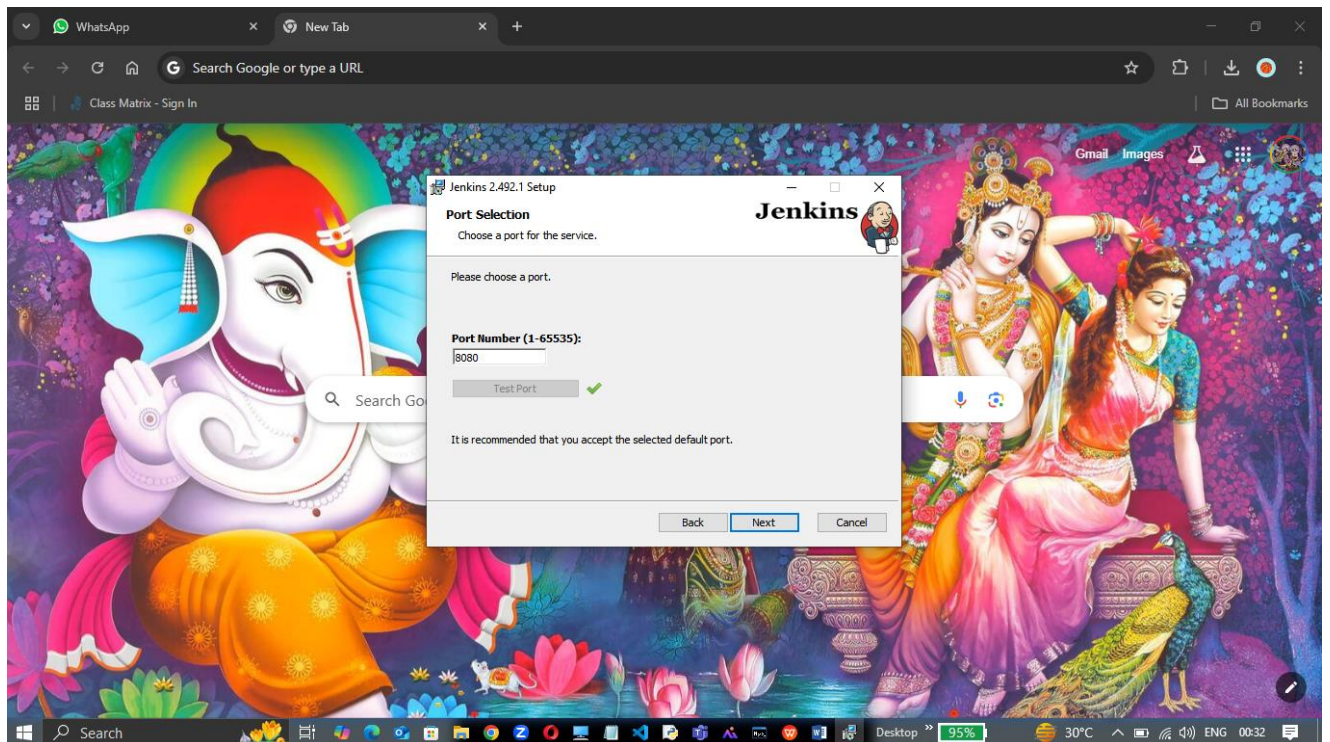 WhatsApp
New Tab
Search Google or type a URL
Class Matrix - Sign In
All Bookmarks
Gmail Images
Jenkins 2.492.1 Setup
Port Selection
Jenkins
Choose a port for the service.
Please choose a port.
Port Number (1-65535):
8080
Test Port
Search Go
It is recommended that you accept the selected default port.
Back Next Cancel
Search
Desktop
95%
30°C
ENG 00:32